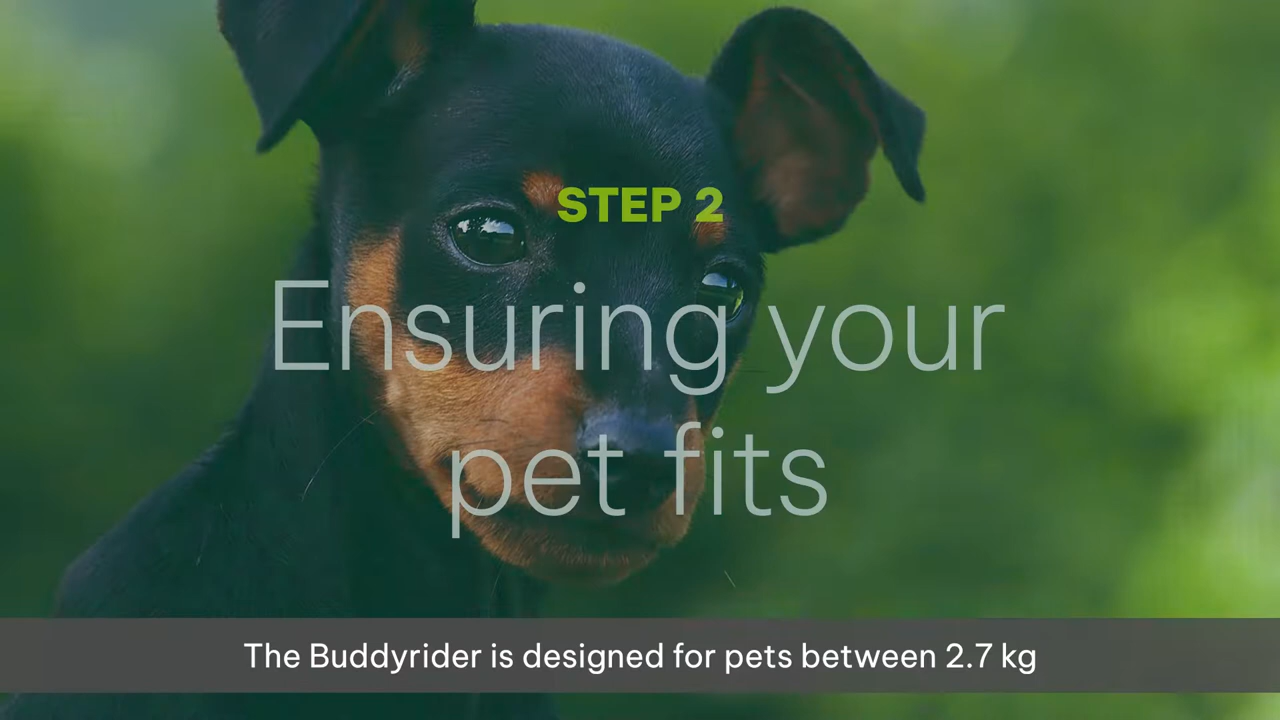 STEP 2
Ensuring your
pet fits
The Buddyrider is designed for pets between 2.7 kg